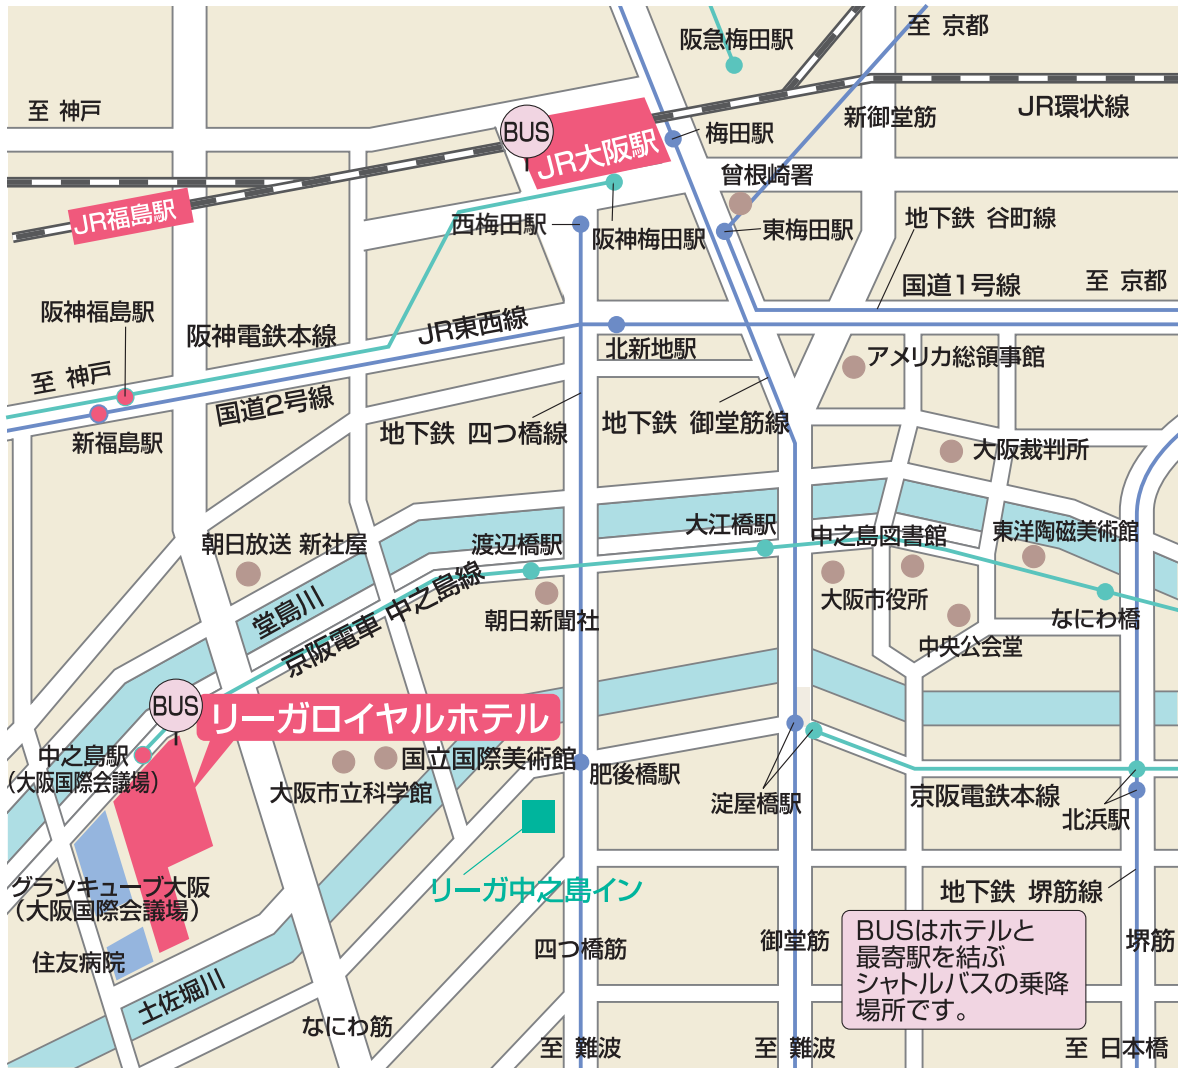 至 京都
阪急梅田駅
至 神戸
JR環状線
新御堂筋
BUS
梅田駅
JR大阪駅
曾根崎署
JR福島駅
西梅田駅
阪神梅田駅
東梅田駅
地下鉄 谷町線
国道1号線
至 京都
阪神福島駅
阪神電鉄本線
JR東西線
北新地駅
アメリカ総領事館
至 神戸
国道2号線
新福島駅
地下鉄 四つ橋線
地下鉄 御堂筋線
大阪裁判所
朝日放送 新社屋
渡辺橋駅
大江橋駅
中之島図書館
東洋陶磁美術館
堂島川
京阪電車 中之島線
朝日新聞社
大阪市役所
なにわ橋
中央公会堂
BUS
リーガロイヤルホテル
中之島駅
(大阪国際会議場)
国立国際美術館
大阪市立科学館
肥後橋駅
淀屋橋駅
京阪電鉄本線
北浜駅
グランキューブ大阪
(大阪国際会議場)
リーガ中之島イン
地下鉄 堺筋線
住友病院
四つ橋筋
御堂筋
堺筋
BUSはホテルと
最寄駅を結ぶ
シャトルバスの乗降
場所です。
土佐堀川
なにわ筋
至 難波
至 難波
至 日本橋